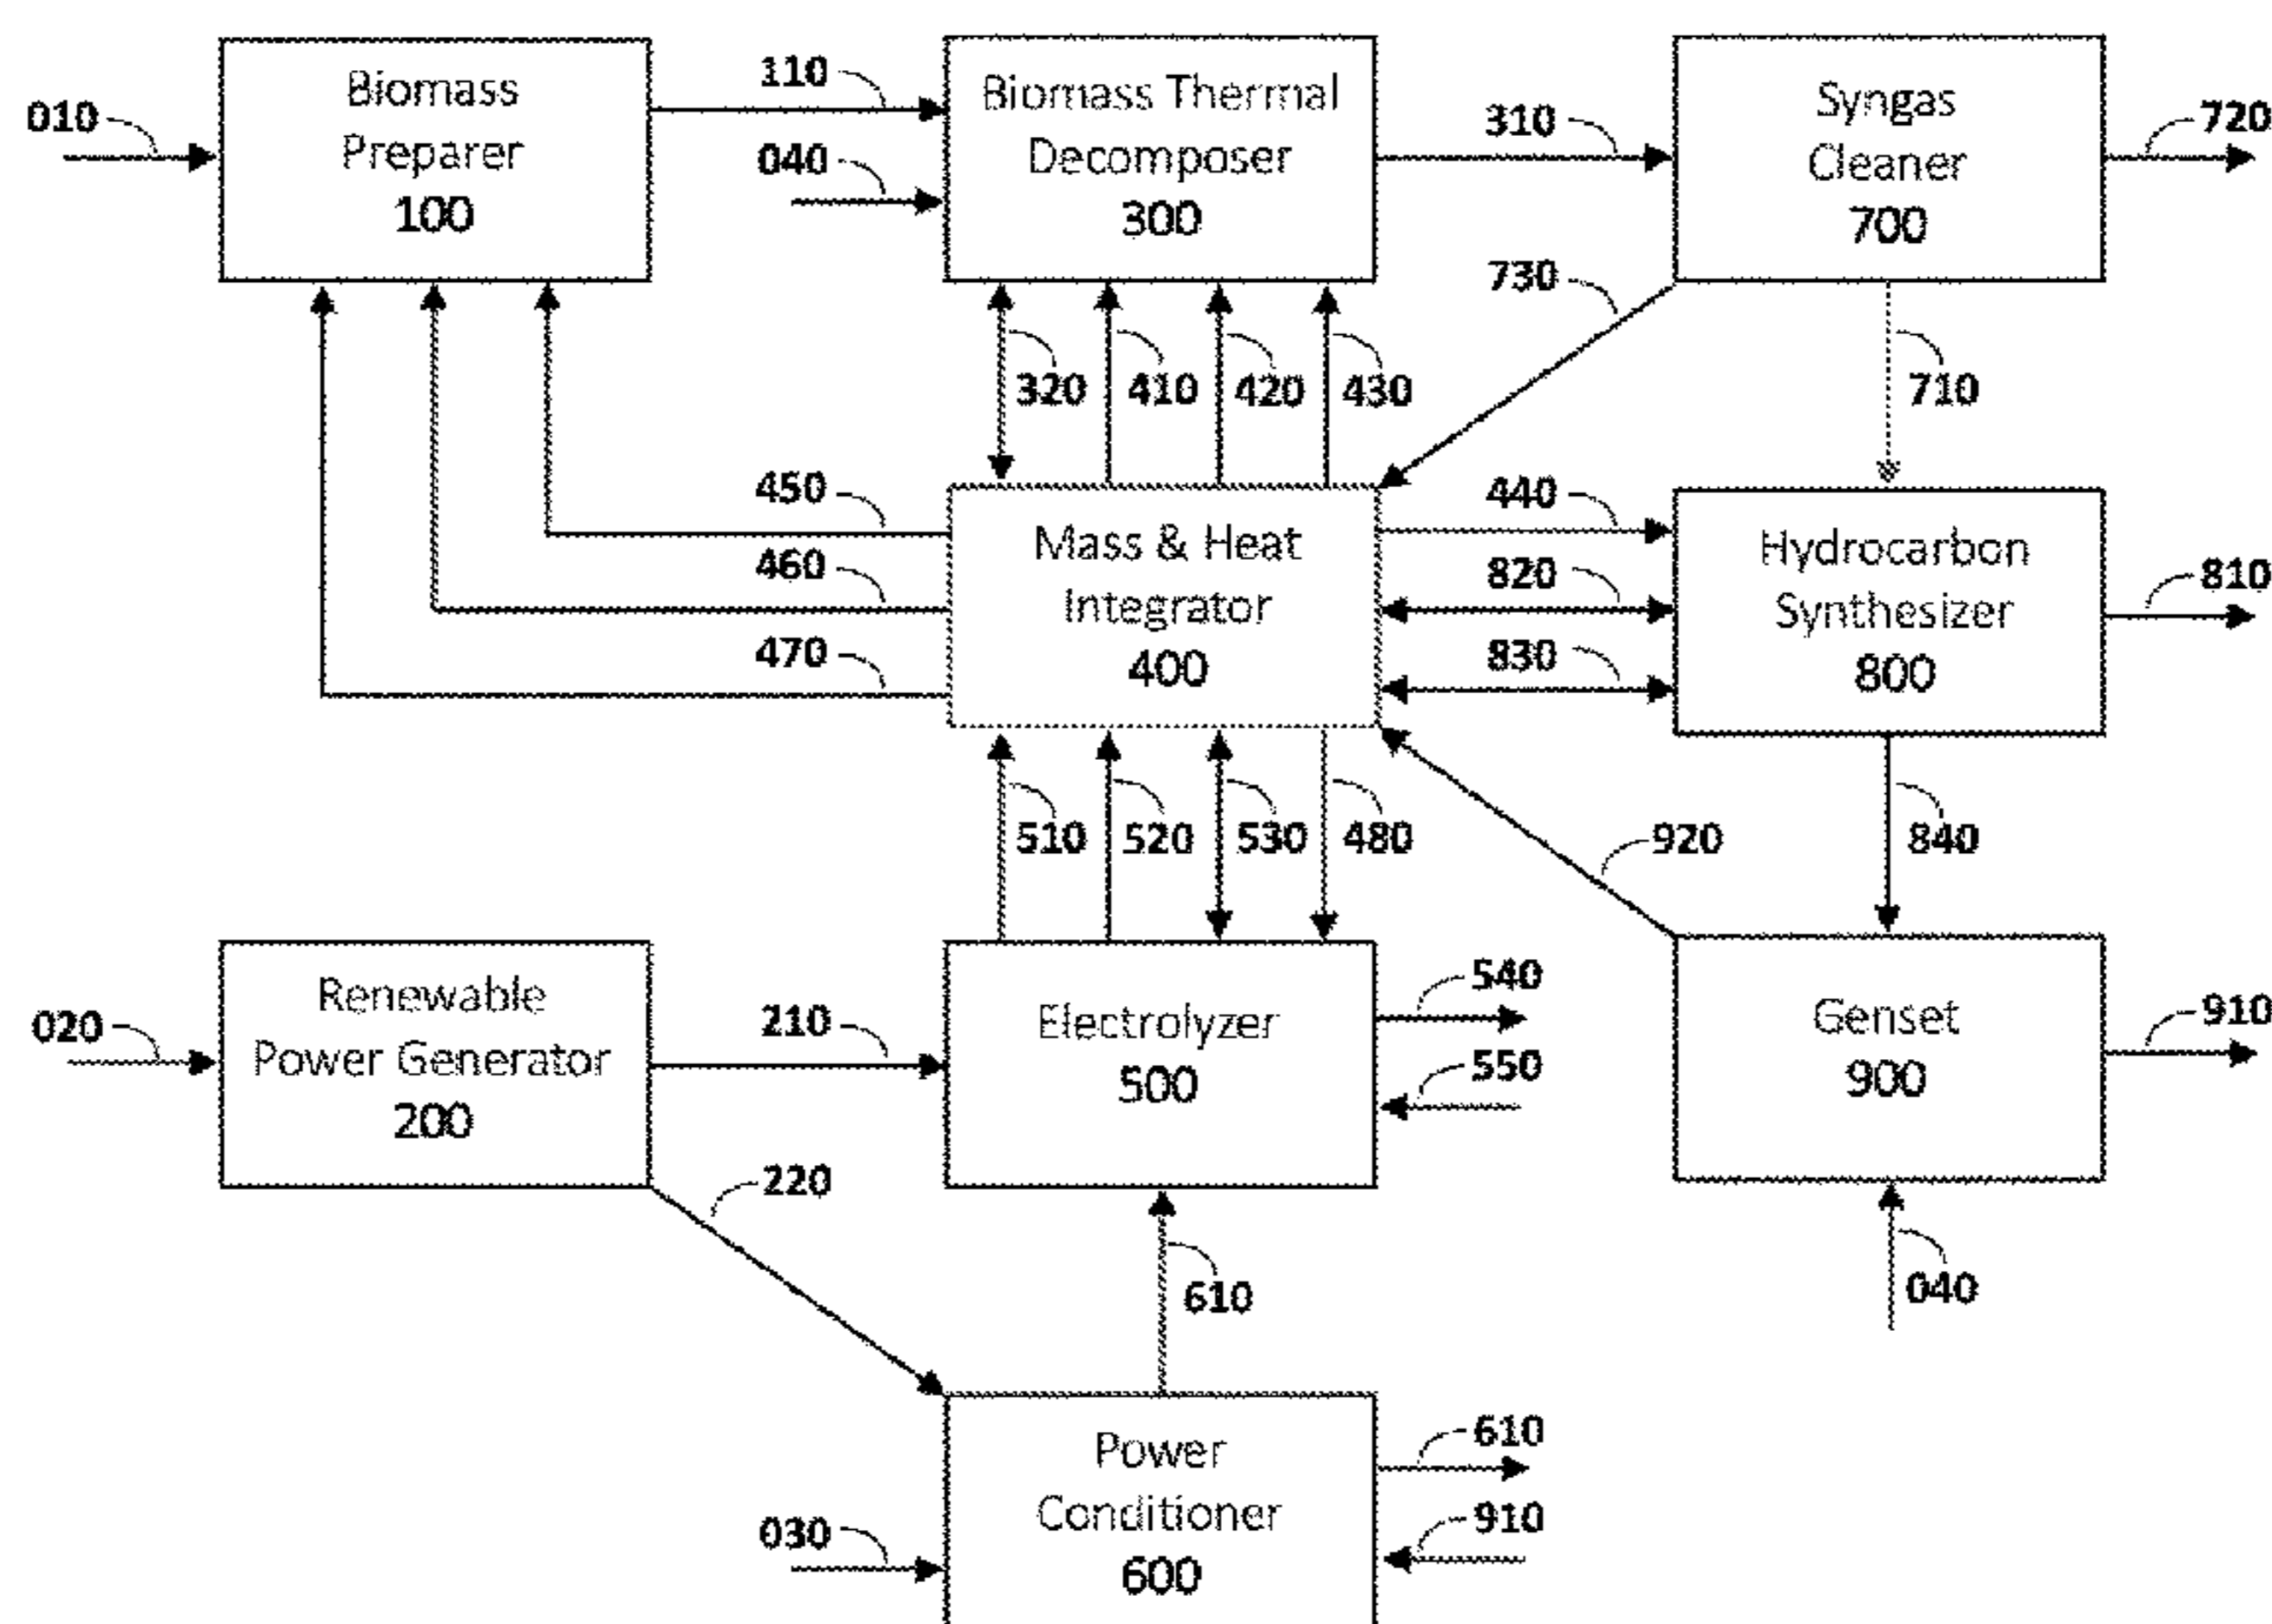 Biomass
Preparer
100
Biomass Thermal
Decomposer
300
Syngas
Cleaner
700
010
110
040
310
720
730
320
410
420
430
710
450
460
470
Mass & Heat
Integrator
400
440
820
830
Hydrocarbon
Synthesizer
800
810
510
520
530
480
920
840
Renewable
Power Generator
200
020
210
220
Electrolyzer
500
540
550
Genset
900
910
610
040
Power
Conditioner
600
030
610
910